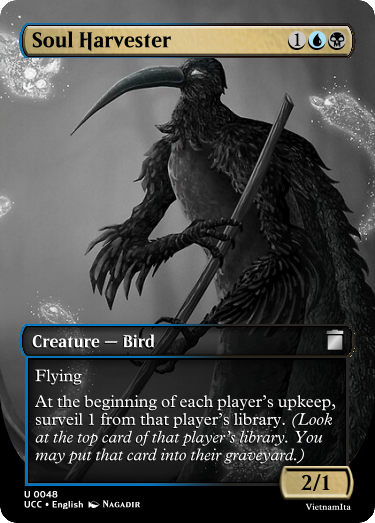 Soul Harvester 1
Creature — Bird
Flying
At the beginning of each player's upkeep,
surveil 1 from that player's library. (Look
at the top card of that player's library. You
may put that card into their graveyard.)
2/1
U 0048
UCC • English NAGADIR
VietnamIta